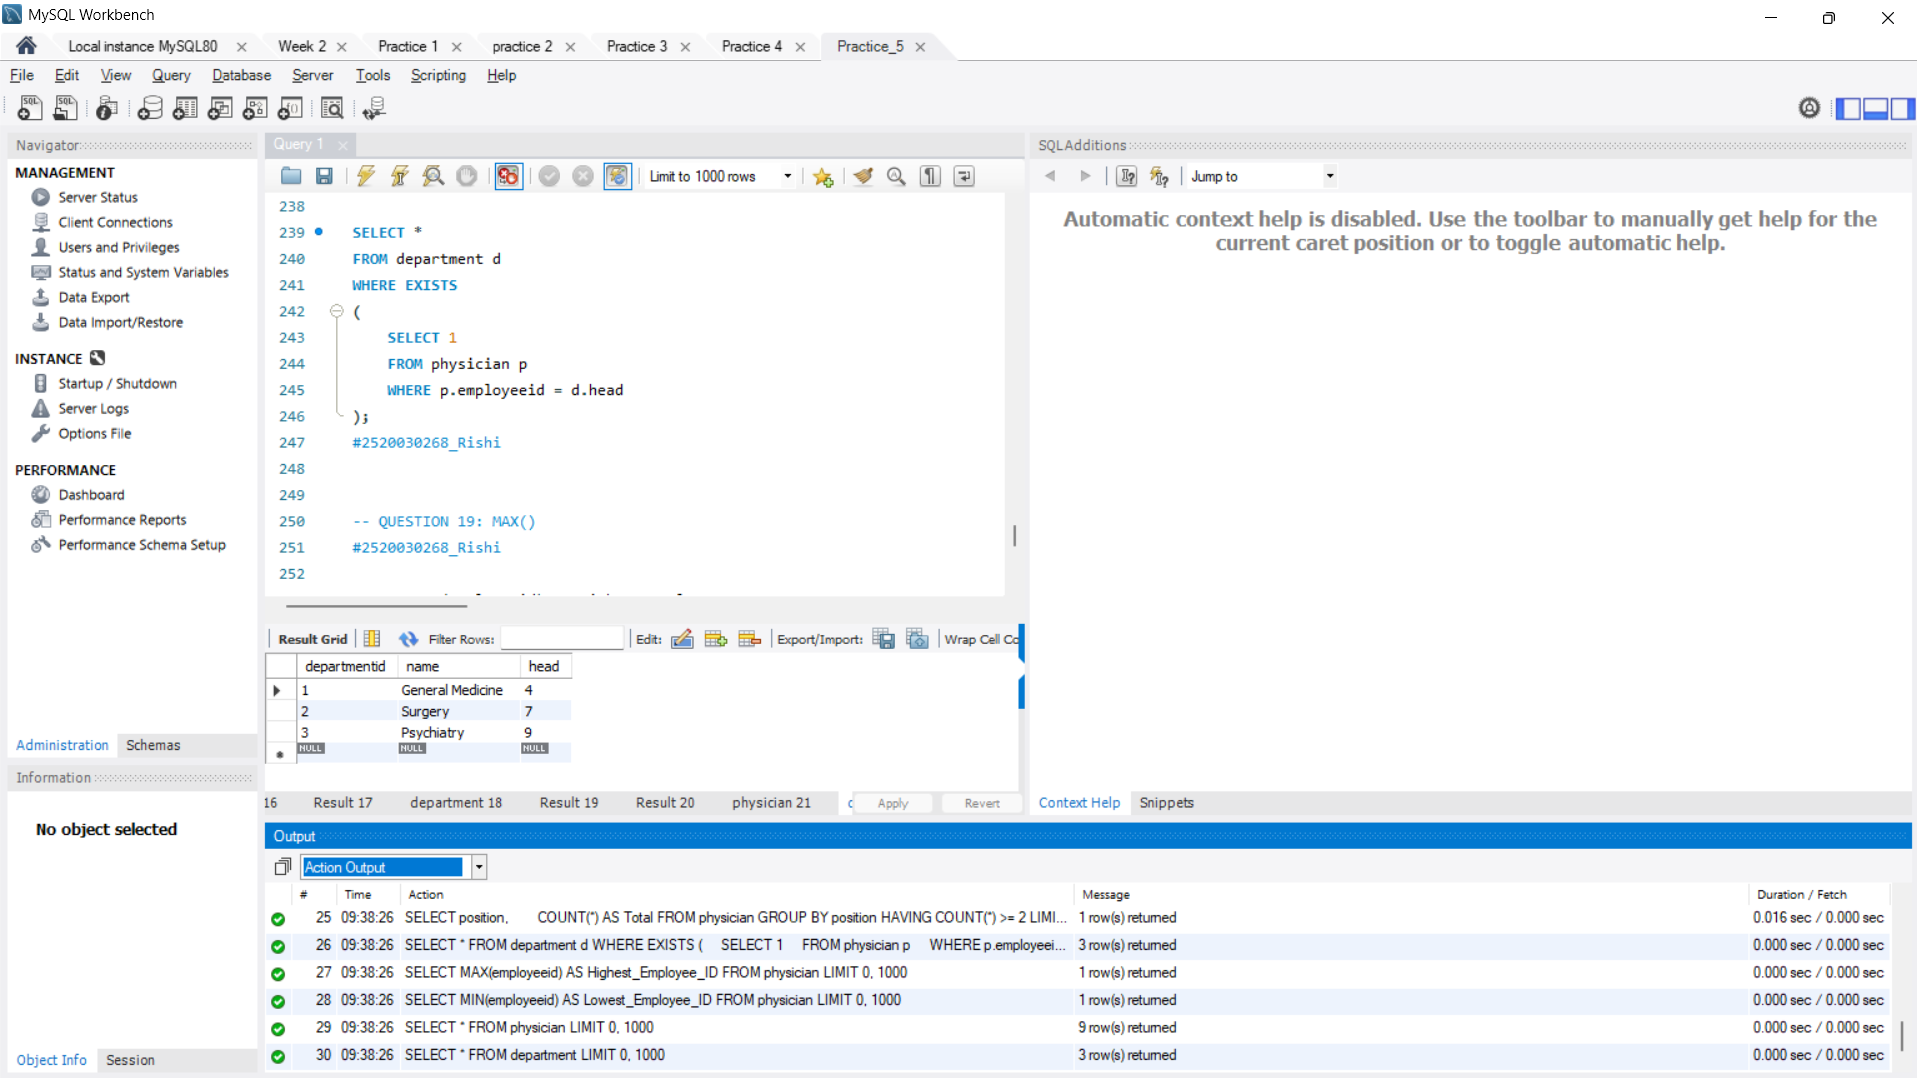 MySQL Workbench
Local instance MySQL80 Week 2 Practice 1 practice 2 Practice 3 Practice 4 Practice_5
File Edit View Query Database Server Tools Scripting Help
Navigator
MANAGEMENT
Server Status
Client Connections
Users and Privileges
Status and System Variables
Data Export
Data Import/Restore
INSTANCE
Startup / Shutdown
Server Logs
Options File
PERFORMANCE
Dashboard
Performance Reports
Performance Schema Setup
Administration Schemas
Information
No object selected
Object Info Session
Query 1
Limit to 1000 rows
238
239 SELECT *
240 FROM department d
241 WHERE EXISTS
242 (
243 SELECT 1
244 FROM physician p
245 WHERE p.employeeid = d.head
246 );
247 #2520030268_Rishi
248
249
250 -- QUESTION 19: MAX()
251 #2520030268_Rishi
252
Result Grid Filter Rows: Edit: Export/Import: Wrap Cell Co
departmentid name head
1 General Medicine 4
2 Surgery 7
3 Psychiatry 9
NULL NULL NULL
16 Result 17 department 18 Result 19 Result 20 physician 21 Apply Revert
SQLAdditions
Jump to
Automatic context help is disabled. Use the toolbar to manually get help for the
current caret position or to toggle automatic help.
Context Help Snippets
Output
Action Output
# Time Action Message Duration / Fetch
25 09:38:26 SELECT position, COUNT(*) AS Total FROM physician GROUP BY position HAVING COUNT(*) >= 2 LIMI... 1 row(s) returned 0.016 sec / 0.000 sec
26 09:38:26 SELECT * FROM department d WHERE EXISTS ( SELECT 1 FROM physician p WHERE p.employeei... 3 row(s) returned 0.000 sec / 0.000 sec
27 09:38:26 SELECT MAX(employeeid) AS Highest_Employee_ID FROM physician LIMIT 0, 1000 1 row(s) returned 0.000 sec / 0.000 sec
28 09:38:26 SELECT MIN(employeeid) AS Lowest_Employee_ID FROM physician LIMIT 0, 1000 1 row(s) returned 0.000 sec / 0.000 sec
29 09:38:26 SELECT * FROM physician LIMIT 0, 1000 9 row(s) returned 0.000 sec / 0.000 sec
30 09:38:26 SELECT * FROM department LIMIT 0, 1000 3 row(s) returned 0.000 sec / 0.000 sec